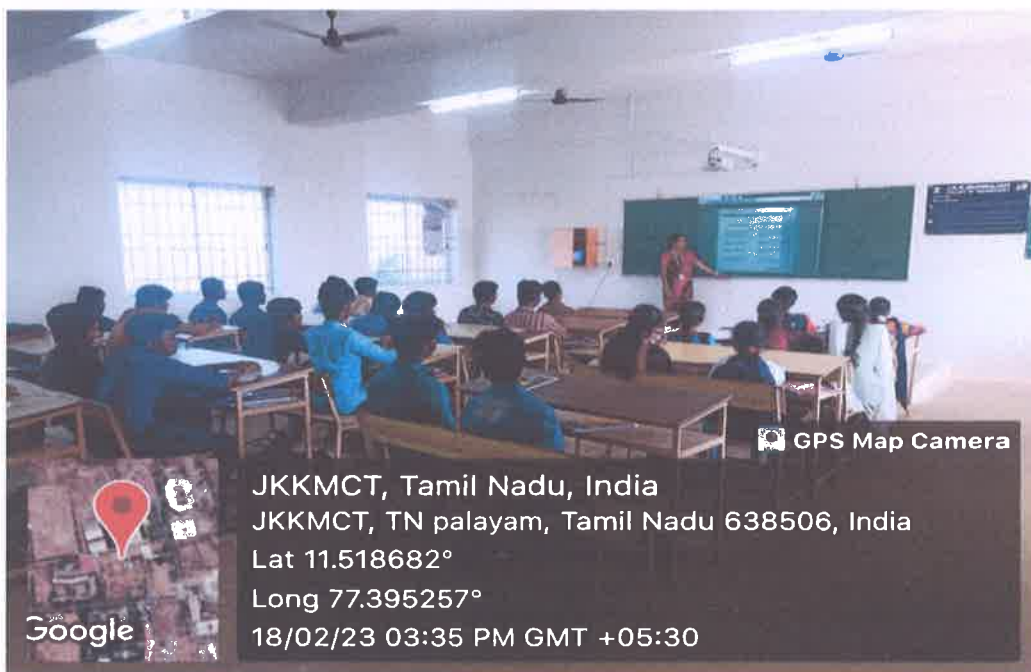 GPS Map Camera
JKKMCT, Tamil Nadu, India
JKKMCT, TN palayam, Tamil Nadu 638506, India
Lat 11.518682°
Long 77.395257°
18/02/23 03:35 PM GMT +05:30
Google